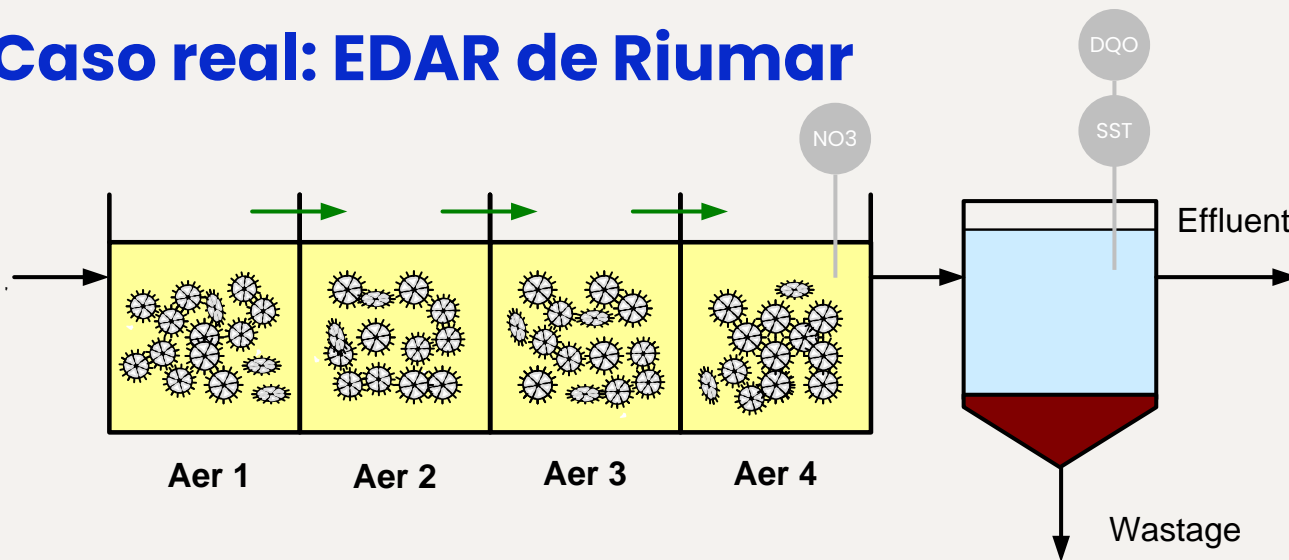 Caso real: EDAR de Riumar
DQO
SST
NO3
Effluent
Aer 1
Aer 2
Aer 3
Aer 4
Wastage